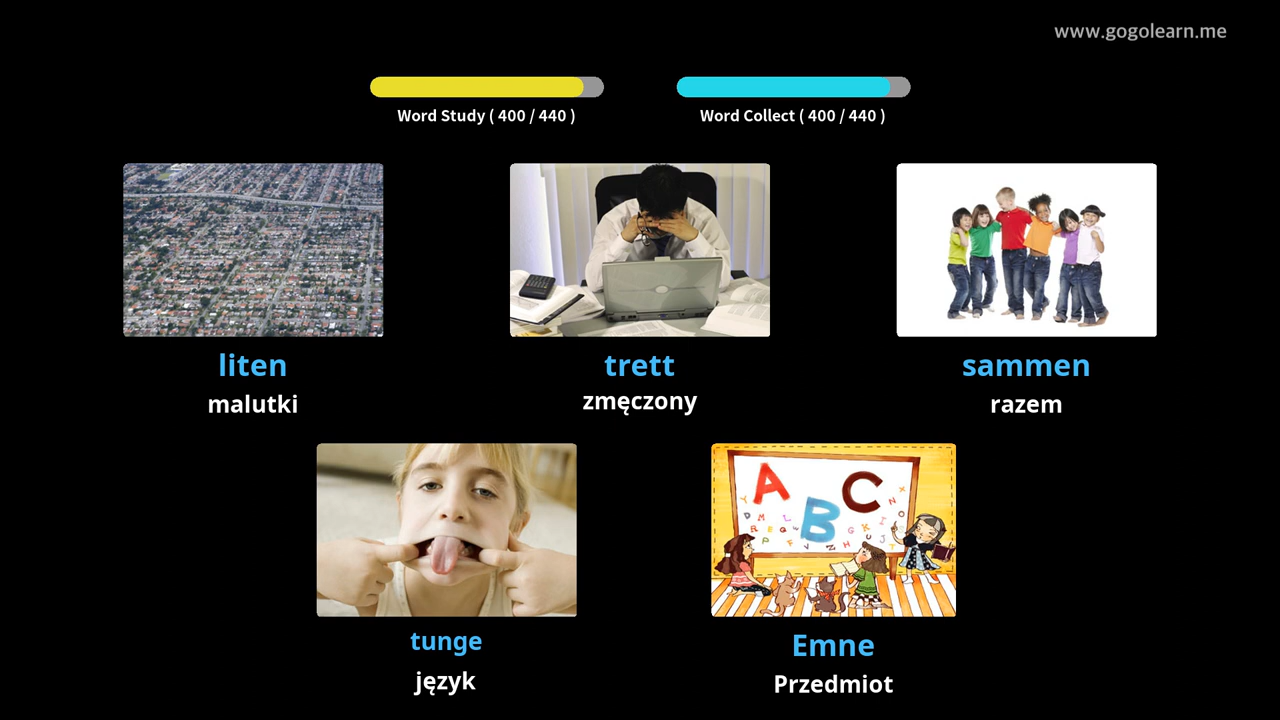 www.gogolearn.me
Word Study ( 400 / 440 )
Word Collect ( 400 / 440 )
liten
malutki
trett
zmęczony
sammen
razem
A B C
tunge
język
Emne
Przedmiot